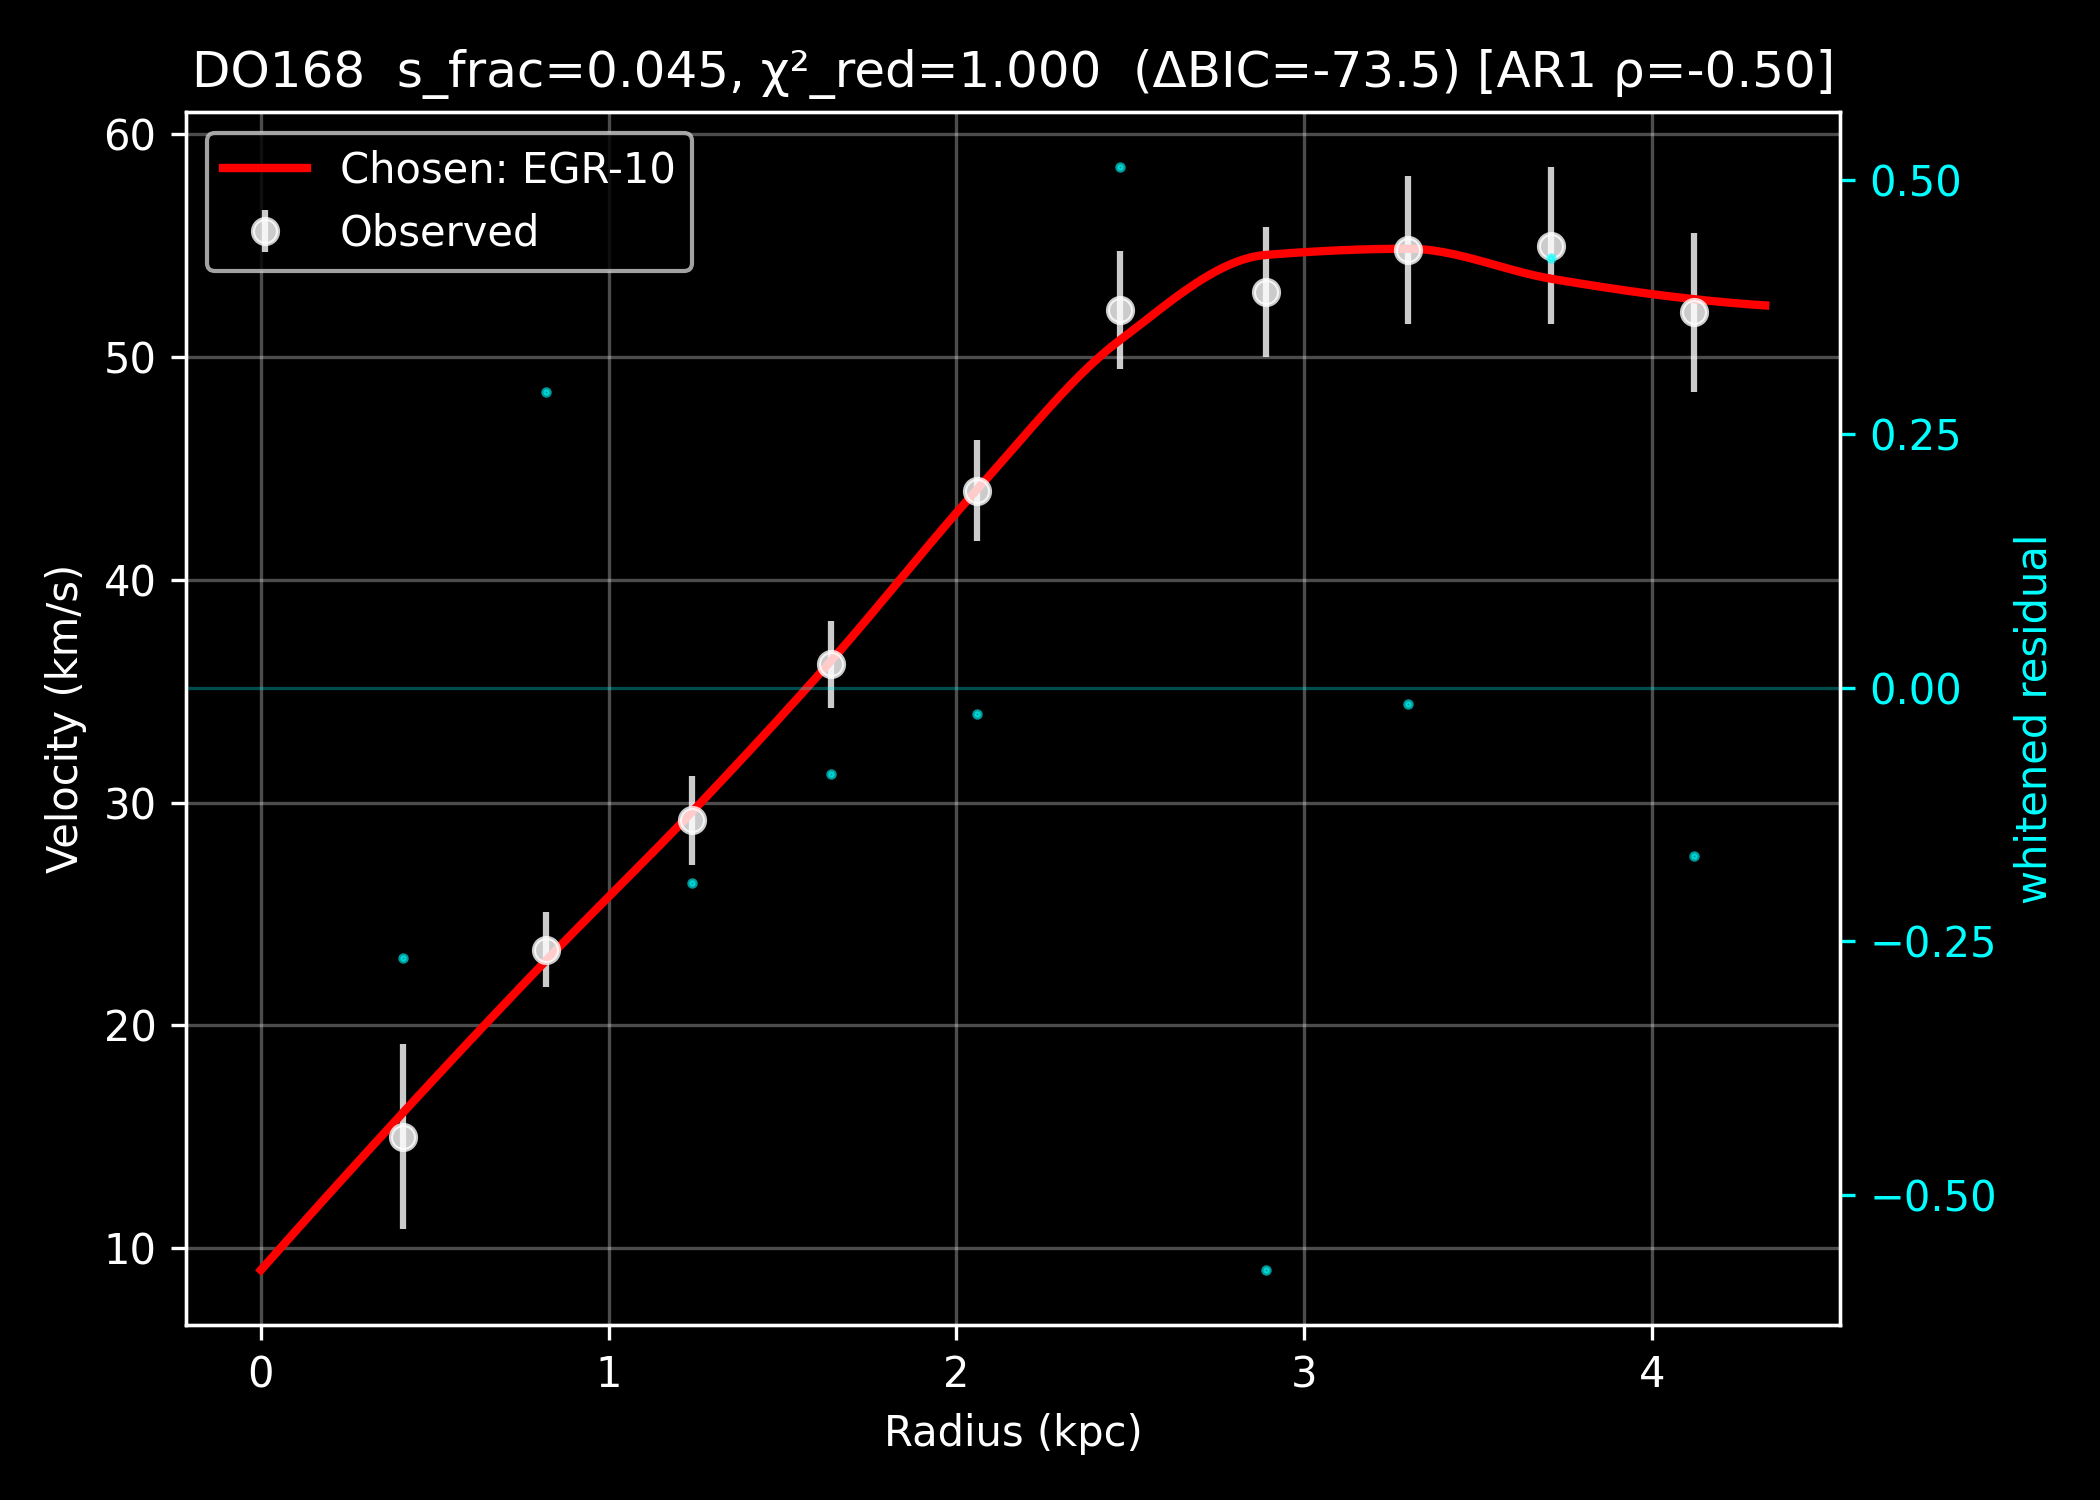 DO168  s_frac=0.045, χ²_red=1.000  (ΔBIC=-73.5) [AR1 ρ=-0.50]
Chosen: EGR-10
Observed
60
50
40
30
20
10
Velocity (km/s)
0.50
0.25
0.00
−0.25
−0.50
whitened residual
0 1 2 3 4
Radius (kpc)